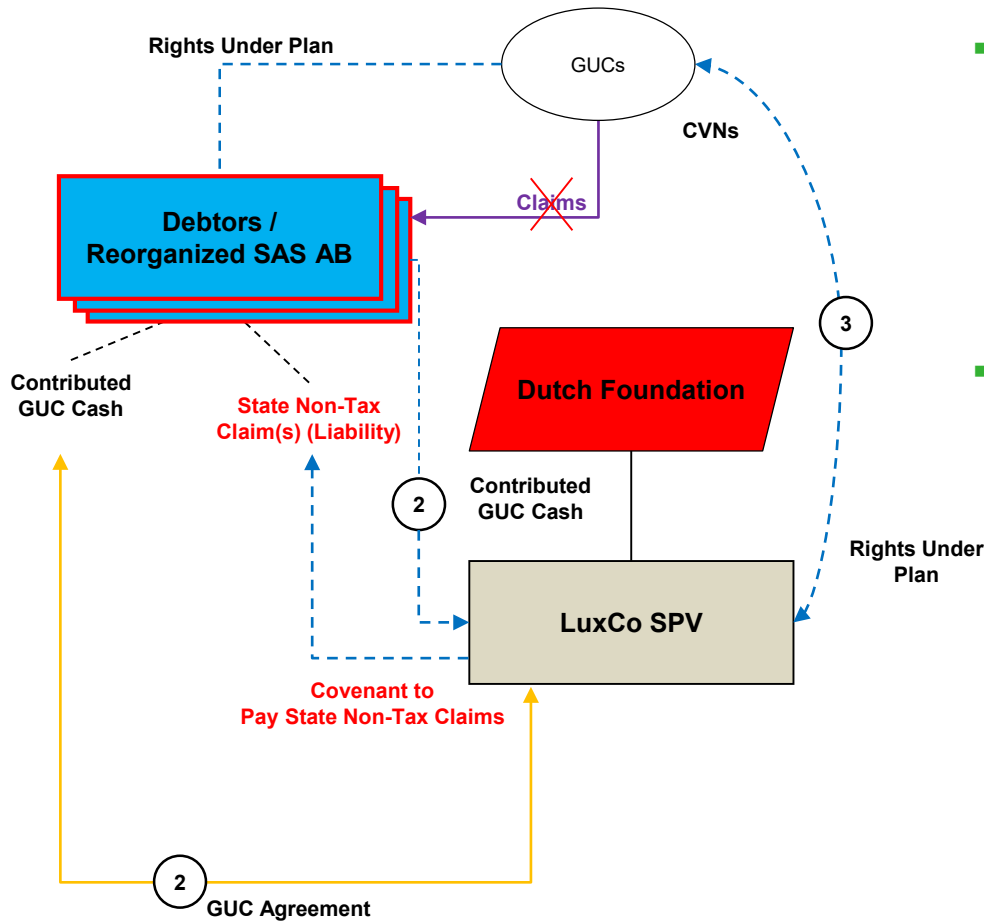 Rights Under Plan
GUCs
CVNs
Claims
Debtors /
Reorganized SAS AB
3
Contributed
GUC Cash
State Non-Tax
Claim(s) (Liability)
Dutch Foundation
2
Contributed
GUC Cash
Rights Under
Plan
LuxCo SPV
Covenant to
Pay State Non-Tax Claims
2
GUC Agreement